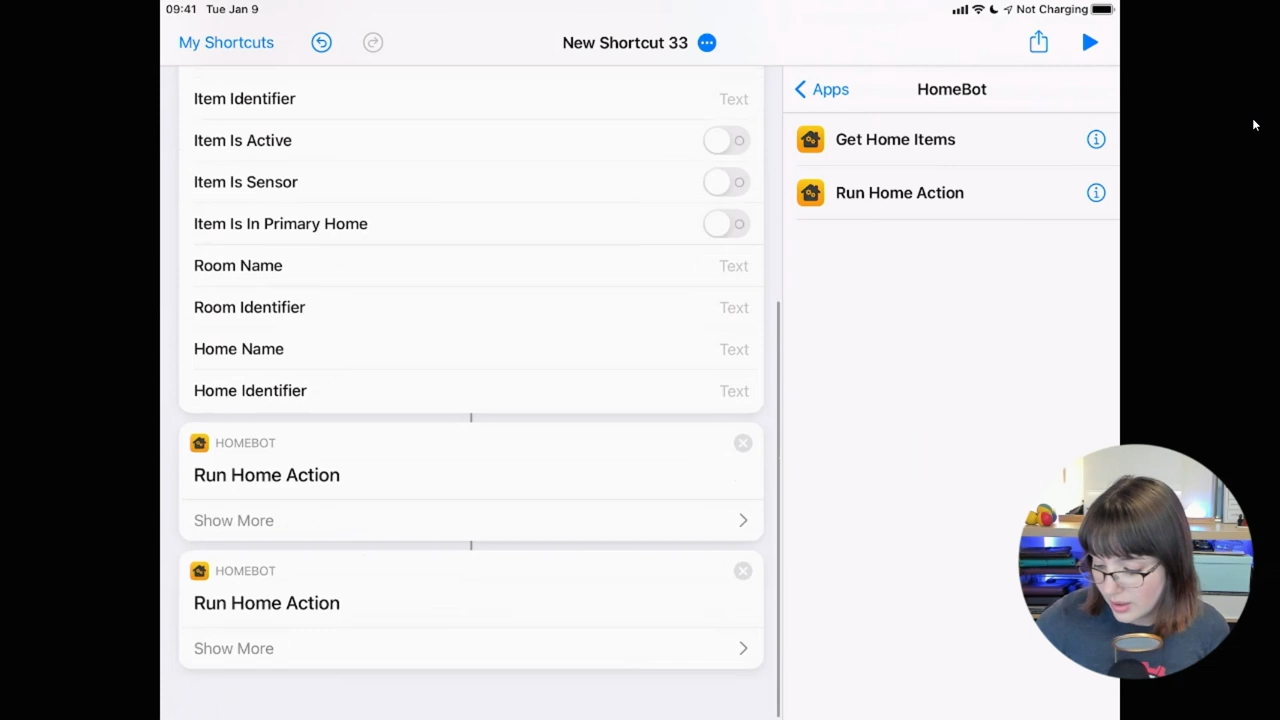 09:41 Tue Jan 9
Not Charging
My Shortcuts
New Shortcut 33
Apps
HomeBot
Item Identifier
Text
Get Home Items
Item Is Active
Item Is Sensor
Run Home Action
Item Is In Primary Home
Room Name
Text
Room Identifier
Text
Home Name
Text
Home Identifier
Text
HOMEBOT
Run Home Action
Show More
HOMEBOT
Run Home Action
Show More